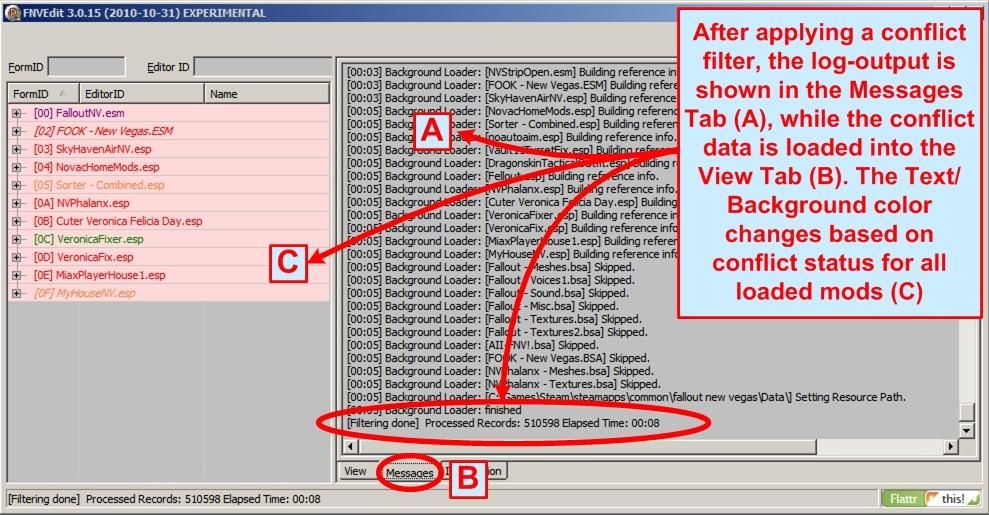 FNVEdit 3.0.15 (2010-10-31) EXPERIMENTAL
FormID
Editor ID
FormID EditorID Name
[00] FalloutNV.esm
[02] FOOK - New Vegas.ESM
[03] SkyHavenAirNV.esp
[04] NovacHomeMods.esp
[05] Sorter - Combined.esp
[0A] NVPhalanx.esp
[0B] Cuter Veronica Felicia Day.esp
[0C] VeronicaFixer.esp
[0D] VeronicaFix.esp
[0E] MiaxPlayerHouse1.esp
[0F] MyHouseNV.esp
[00:03] Background Loader: [NVStripOpen.esm] Building reference in
[00:03] Background Loader: [FOOK - New Vegas.ESM] Building refere
[00:03] Background Loader: [SkyHavenAirNV.esp] Building reference
[00:03] Background Loader: [NovacHomeMods.esp] Building reference
[00:05] Background Loader: [Sorter - Combined.esp] Building referen
[00:05] Background Loader: [noautoaim.esp] Building reference info.
[00:05] Background Loader: [Vault11TurretFix.esp] Building reference
[00:05] Background Loader: [DragonskinTacticalOutfit.esp] Building r
[00:05] Background Loader: [Fellout.esp] Building reference info.
[00:05] Background Loader: [NVPhalanx.esp] Building reference info.
[00:05] Background Loader: [Cuter Veronica Felicia Day.esp] Building
[00:05] Background Loader: [VeronicaFixer.esp] Building reference in
[00:05] Background Loader: [VeronicaFix.esp] Building reference info
[00:05] Background Loader: [MiaxPlayerHouse1.esp] Building referen
[00:05] Background Loader: [MyHouseNV.esp] Building reference info
[00:05] Background Loader: [Fallout - Meshes.bsa] Skipped.
[00:05] Background Loader: [Fallout - Voices1.bsa] Skipped.
[00:05] Background Loader: [Fallout - Sound.bsa] Skipped.
[00:05] Background Loader: [Fallout - Misc.bsa] Skipped.
[00:05] Background Loader: [Fallout - Textures.bsa] Skipped.
[00:05] Background Loader: [Fallout - Textures2.bsa] Skipped.
[00:05] Background Loader: [AII-FNV!.bsa] Skipped.
[00:05] Background Loader: [FOOK - New Vegas.BSA] Skipped.
[00:05] Background Loader: [NVPhalanx - Meshes.bsa] Skipped.
[00:05] Background Loader: [NVPhalanx - Textures.bsa] Skipped.
[00:05] Background Loader: [C:\Games\Steam\steamapps\common\fallout new vegas\Data\] Setting Resource Path.
[00:05] Background Loader: finished
[Filtering done] Processed Records: 510598 Elapsed Time: 00:08
A
B
C
After applying a conflict
filter, the log-output is
shown in the Messages
Tab (A), while the conflict
data is loaded into the
View Tab (B). The Text/
Background color
changes based on
conflict status for all
loaded mods (C)
View Messages
[Filtering done] Processed Records: 510598 Elapsed Time: 00:08
Flattr this!